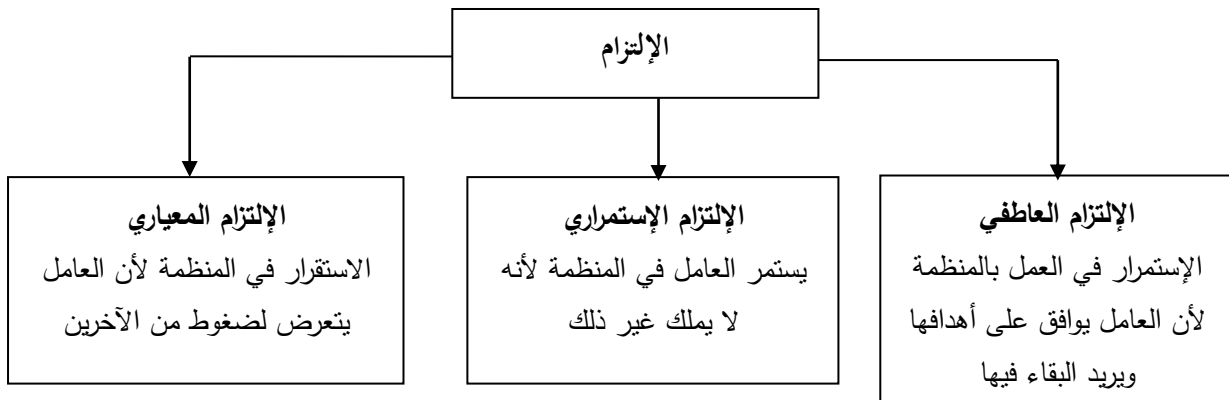 الإلتزام
الإلتزام العاطفي
الإستمرار في العمل بالمنظمة
لأن العامل يوافق على أهدافها
ويريد البقاء فيها
الإلتزام الإستمراري
يستمر العامل في المنظمة لأنه
لا يملك غير ذلك
الإلتزام المعياري
الاستقرار في المنظمة لأن العامل
يتعرض لضغوط من الآخرين